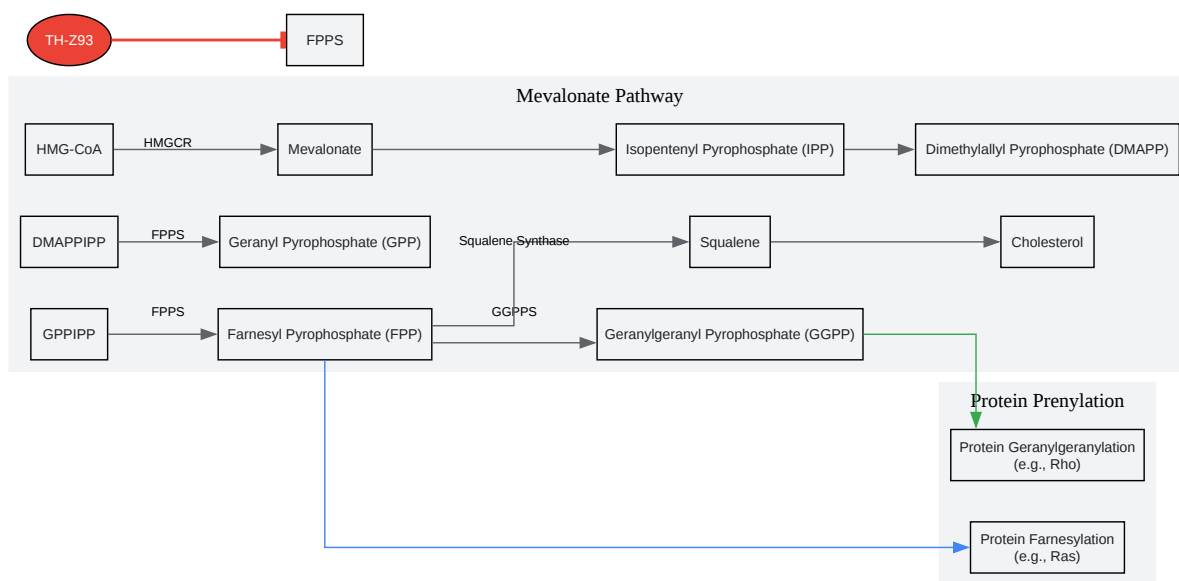 TH-Z93
FPPS
Mevalonate Pathway
HMG-CoA
HMGCR
Mevalonate
Isopentenyl Pyrophosphate (IPP)
Dimethylallyl Pyrophosphate (DMAPP)
DMAPPIPP
FPPS
Geranyl Pyrophosphate (GPP)
Squalene Synthase
Squalene
Cholesterol
GPPIPP
FPPS
Farnesyl Pyrophosphate (FPP)
GGPPS
Geranylgeranyl Pyrophosphate (GGPP)
Protein Prenylation
Protein Geranylgeranylation
(e.g., Rho)
Protein Farnesylation
(e.g., Ras)